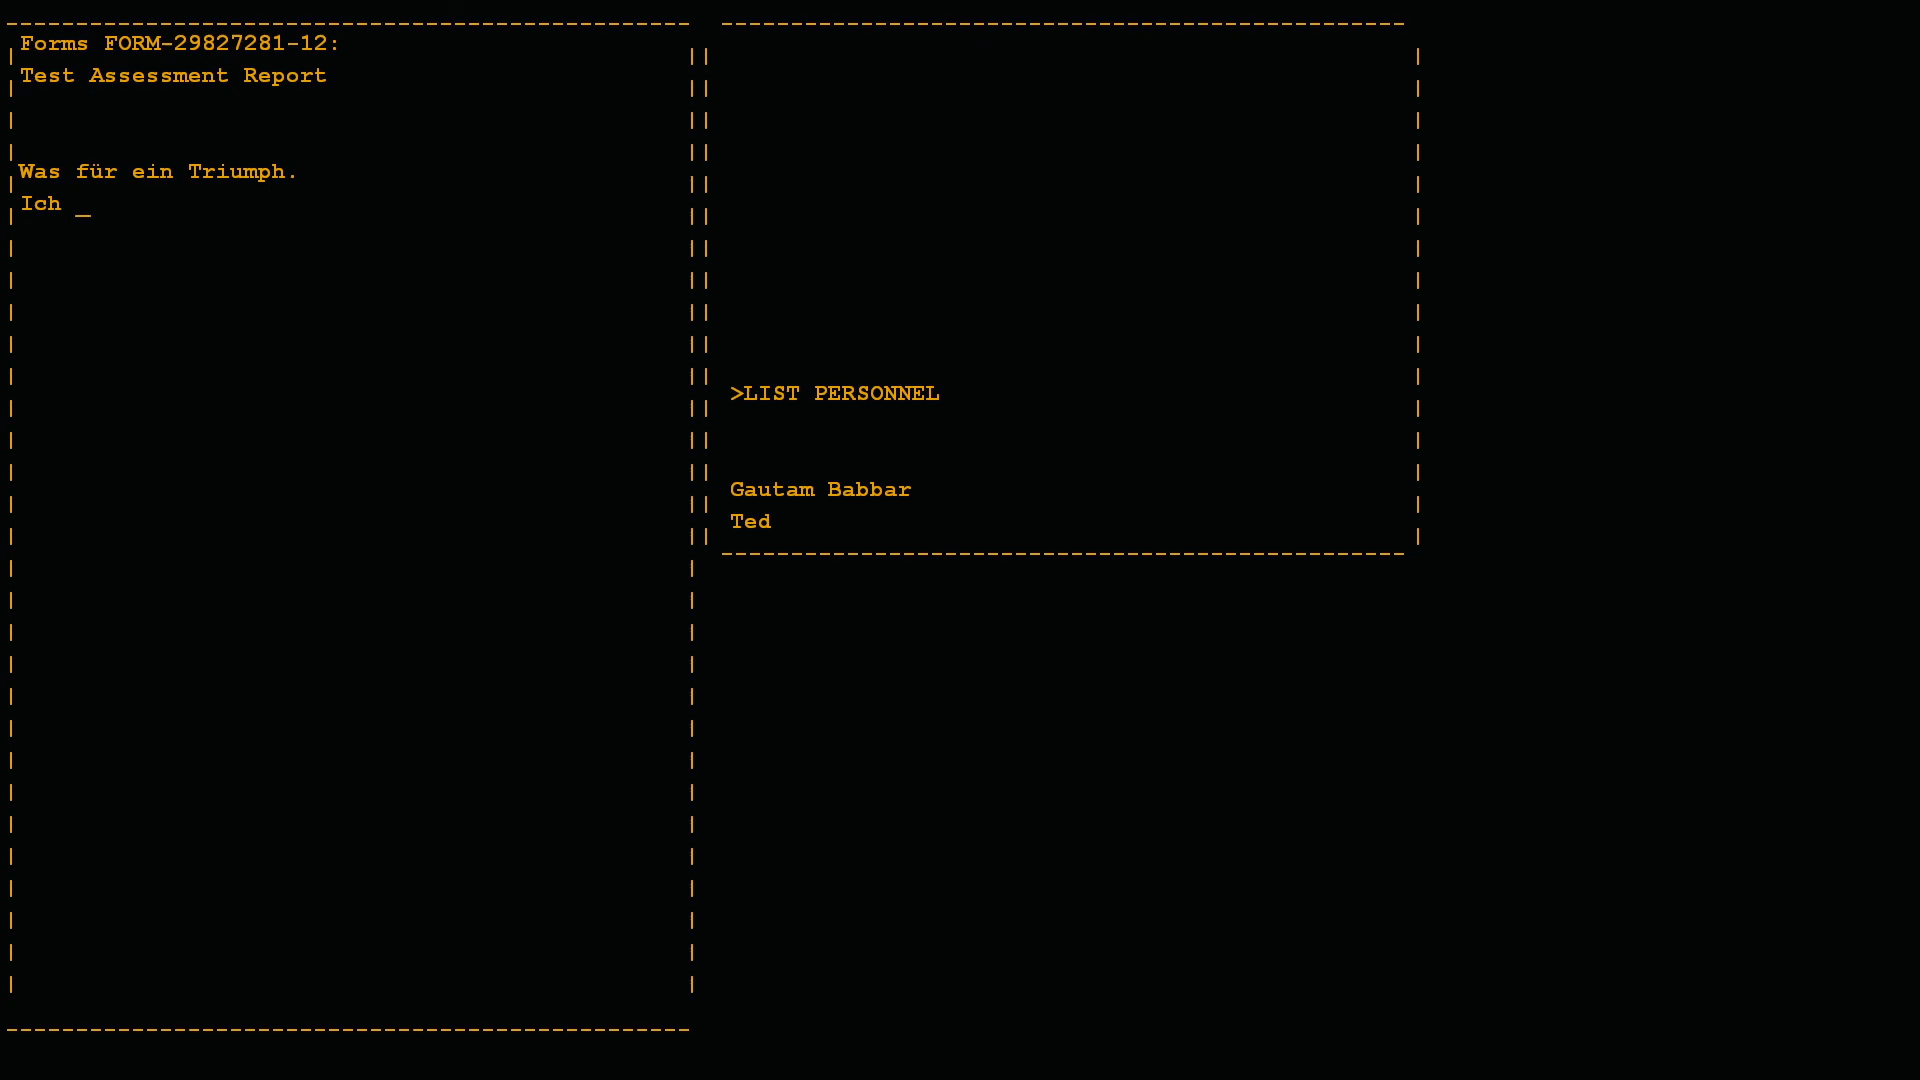 Forms FORM-29827281-12:
Test Assessment Report
Was für ein Triumph.
Ich _
>LIST PERSONNEL
Gautam Babbar
Ted